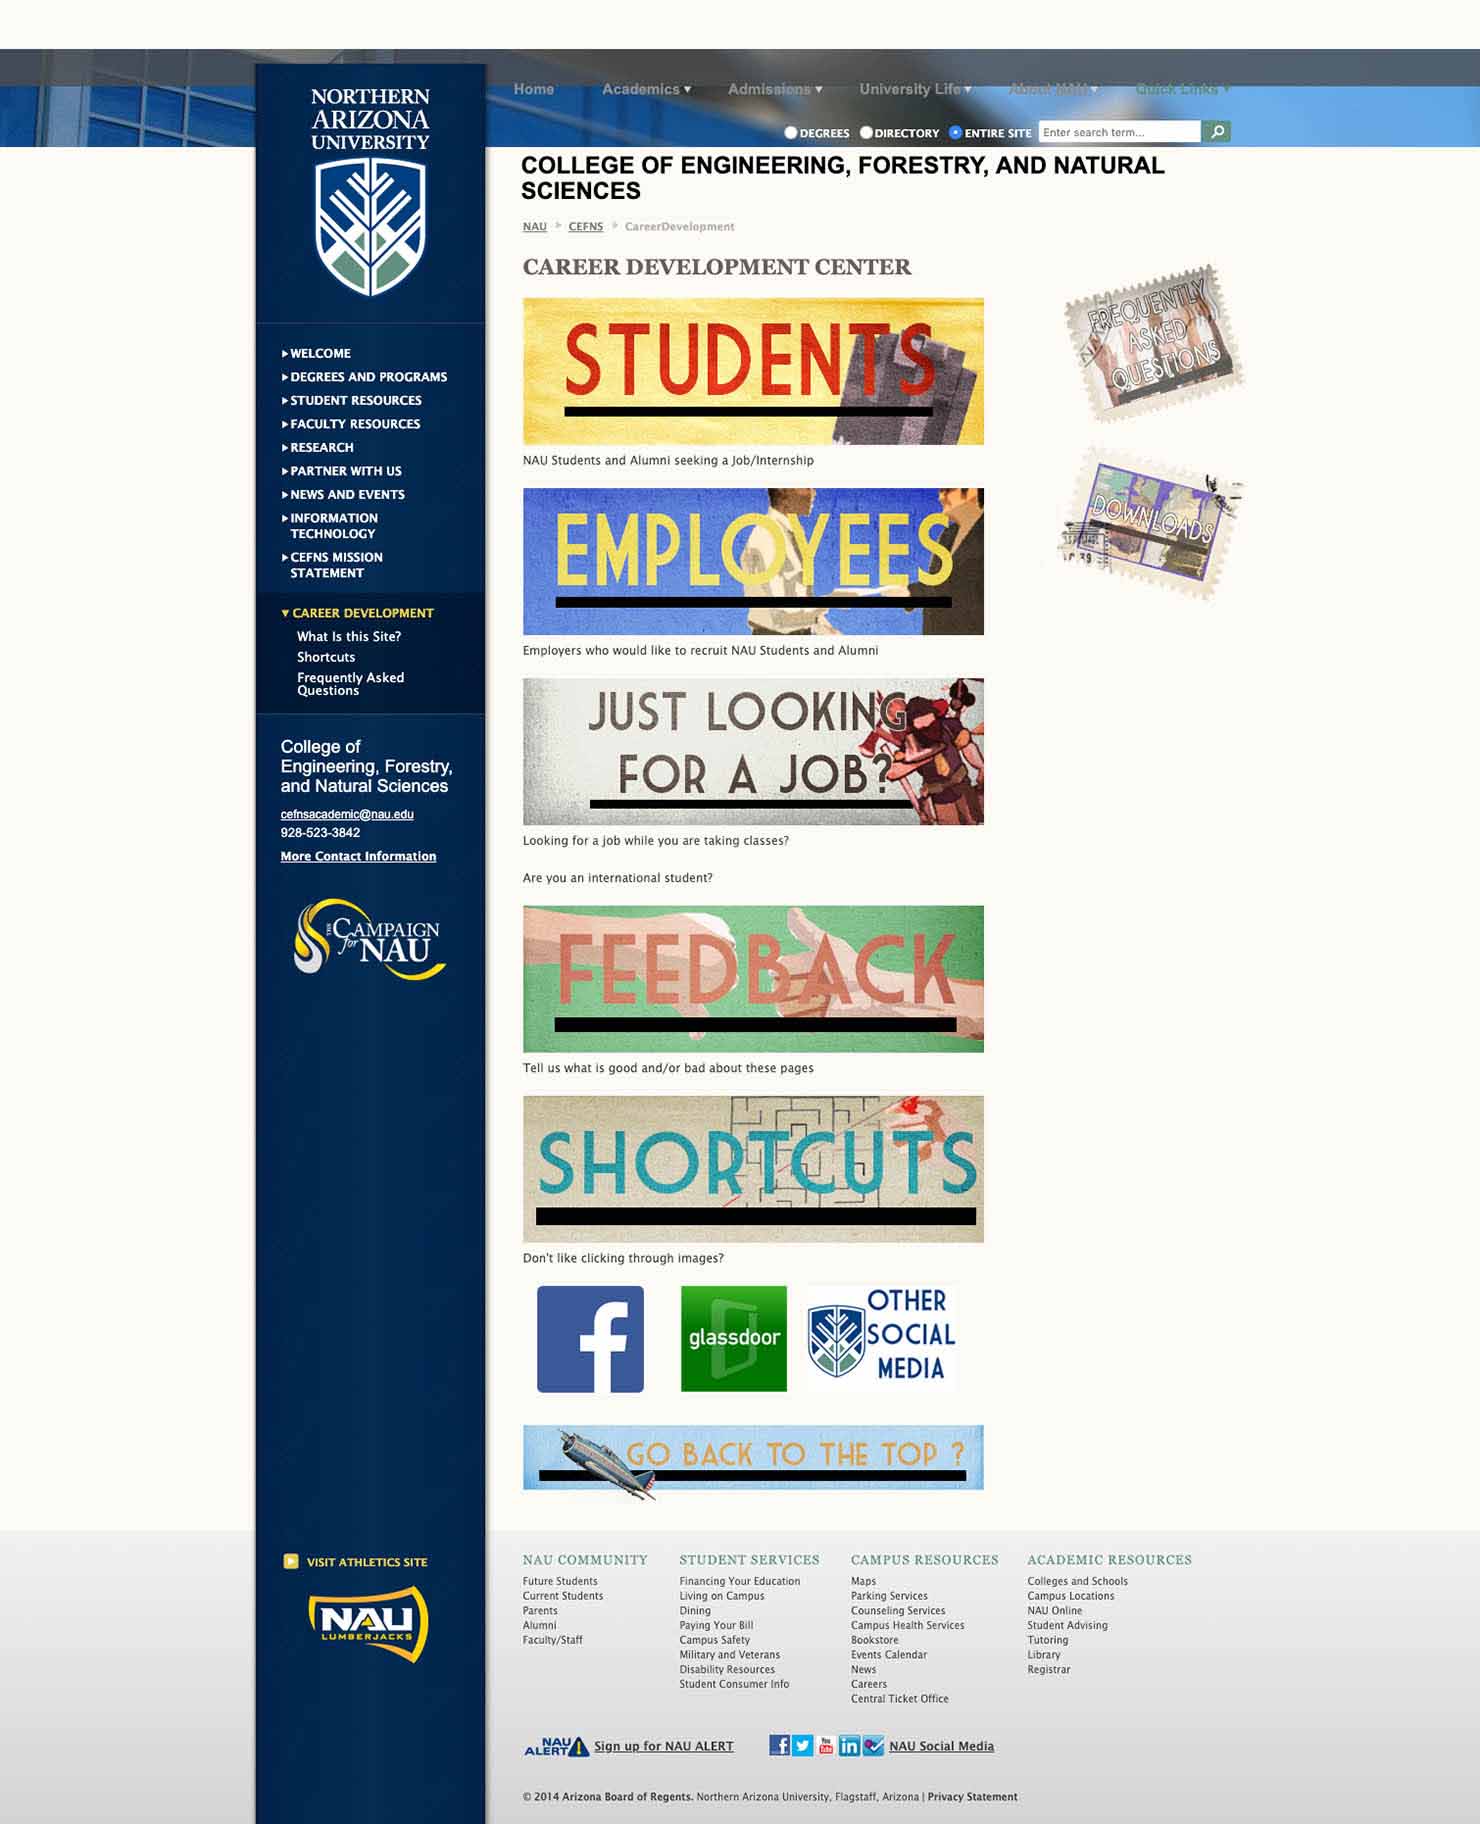 Home Academics Admissions University Life About NAU Quick Links
DEGREES DIRECTORY ENTIRE SITE Enter search term...
NORTHERN
ARIZONA
UNIVERSITY
WELCOME
DEGREES AND PROGRAMS
STUDENT RESOURCES
FACULTY RESOURCES
RESEARCH
PARTNER WITH US
NEWS AND EVENTS
INFORMATION
TECHNOLOGY
CEFNS MISSION
STATEMENT
CAREER DEVELOPMENT
What Is this Site?
Shortcuts
Frequently Asked
Questions
College of
Engineering, Forestry,
and Natural Sciences
cefnsacademic@nau.edu
928-523-3842
More Contact Information
THE CAMPAIGN
for NAU
COLLEGE OF ENGINEERING, FORESTRY, AND NATURAL
SCIENCES
NAU CEFNS CareerDevelopment
CAREER DEVELOPMENT CENTER
STUDENTS
NAU Students and Alumni seeking a Job/Internship
EMPLOYEES
Employers who would like to recruit NAU Students and Alumni
JUST LOOKING
FOR A JOB?
Looking for a job while you are taking classes?
Are you an international student?
FEEDBACK
Tell us what is good and/or bad about these pages
SHORTCUTS
Don't like clicking through images?
f
glassdoor
OTHER
SOCIAL
MEDIA
GO BACK TO THE TOP ?
FREQUENTLY
ASKED
QUESTIONS
DOWNLOADS
VISIT ATHLETICS SITE
NAU
LUMBERJACKS
NAU COMMUNITY
Future Students
Current Students
Parents
Alumni
Faculty/Staff
STUDENT SERVICES
Financing Your Education
Living on Campus
Dining
Paying Your Bill
Campus Safety
Military and Veterans
Disability Resources
Student Consumer Info
CAMPUS RESOURCES
Maps
Parking Services
Counseling Services
Campus Health Services
Bookstore
Events Calendar
News
Careers
Central Ticket Office
ACADEMIC RESOURCES
Colleges and Schools
Campus Locations
NAU Online
Student Advising
Tutoring
Library
Registrar
NAU
ALERT Sign up for NAU ALERT
f You Tube in NAU Social Media
© 2014 Arizona Board of Regents. Northern Arizona University, Flagstaff, Arizona | Privacy Statement